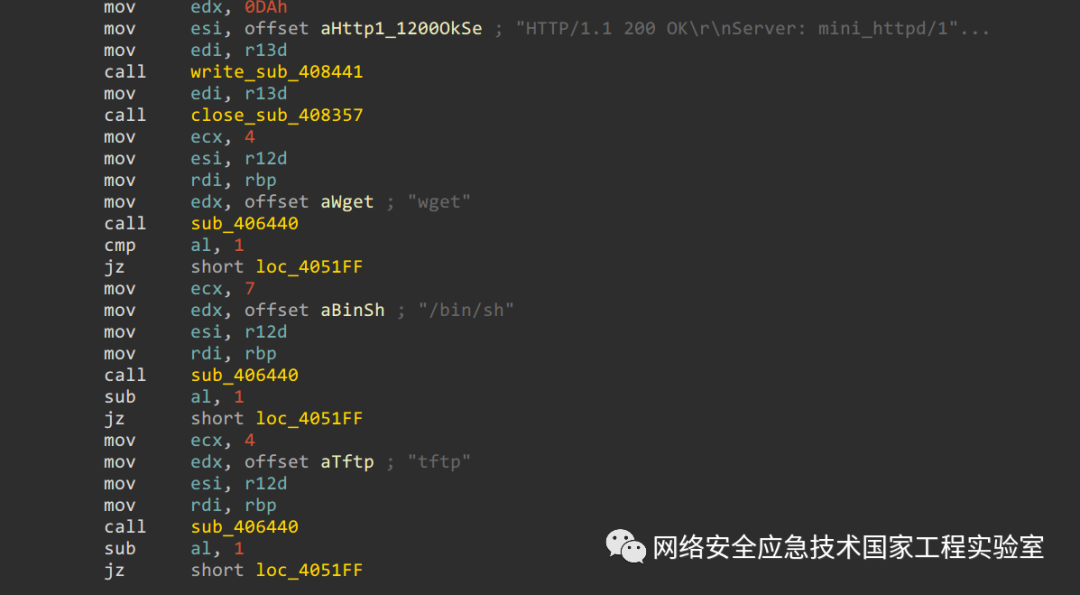 mov edx, 0DAh
mov esi, offset aHttp1_1200OkSe ; "HTTP/1.1 200 OK\r\nServer: mini_httpd/1"...
mov edi, r13d
call write_sub_408441
mov edi, r13d
call close_sub_408357
mov ecx, 4
mov esi, r12d
mov rdi, rbp
mov edx, offset aWget ; "wget"
call sub_406440
cmp al, 1
jz short loc_4051FF
mov ecx, 7
mov edx, offset aBinSh ; "/bin/sh"
mov esi, r12d
mov rdi, rbp
call sub_406440
sub al, 1
jz short loc_4051FF
mov ecx, 4
mov edx, offset aTftp ; "tftp"
mov esi, r12d
mov rdi, rbp
call sub_406440
sub al, 1
jz short loc_4051FF
网络安全应急技术国家工程实验室